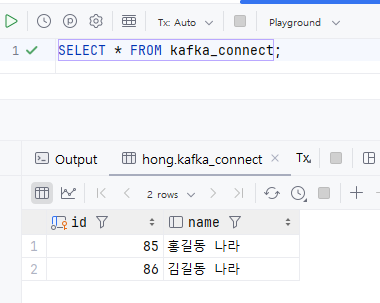 Tx: Auto
Playground
1 SELECT * FROM kafka_connect;
Output
hong.kafka_connect
Tx
2 rows
id name
1 85 홍길동 나라
2 86 김길동 나라